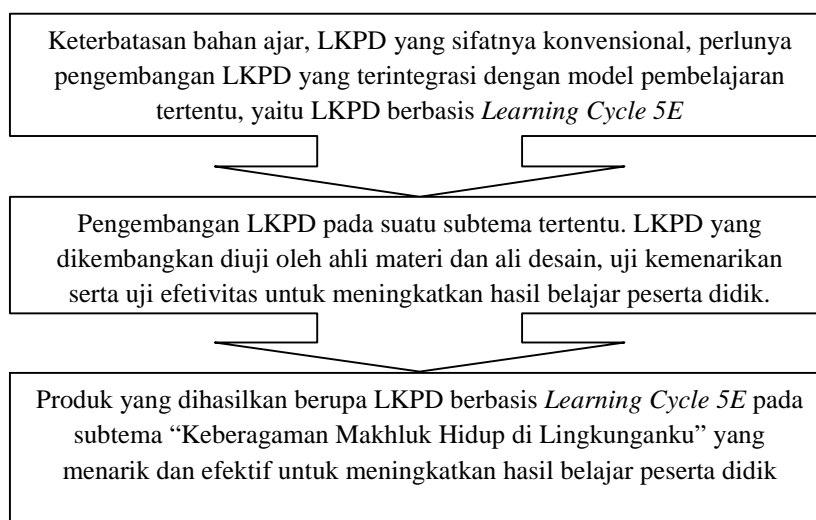 Keterbatasan bahan ajar, LKPD yang sifatnya konvensional, perlunya
pengembangan LKPD yang terintegrasi dengan model pembelajaran
tertentu, yaitu LKPD berbasis Learning Cycle 5E
Pengembangan LKPD pada suatu subtema tertentu. LKPD yang
dikembangkan diuji oleh ahli materi dan ali desain, uji kemenarikan
serta uji efetivitas untuk meningkatkan hasil belajar peserta didik.
Produk yang dihasilkan berupa LKPD berbasis Learning Cycle 5E pada
subtema “Keberagaman Makhluk Hidup di Lingkunganku” yang
menarik dan efektif untuk meningkatkan hasil belajar peserta didik